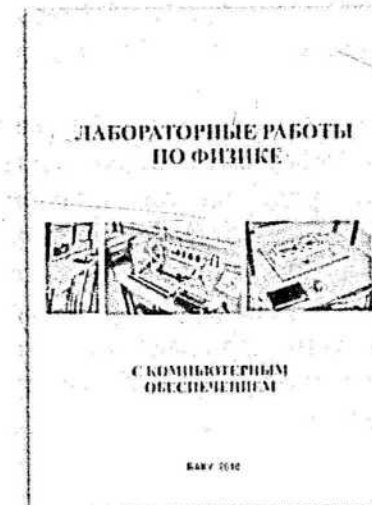 ЛАБОРАТОРНЫЕ РАБОТЫ
ПО ФИЗИКЕ
С КОМПЬЮТЕРНЫМ
ОБЕСПЕЧЕНИЕМ
БАКУ